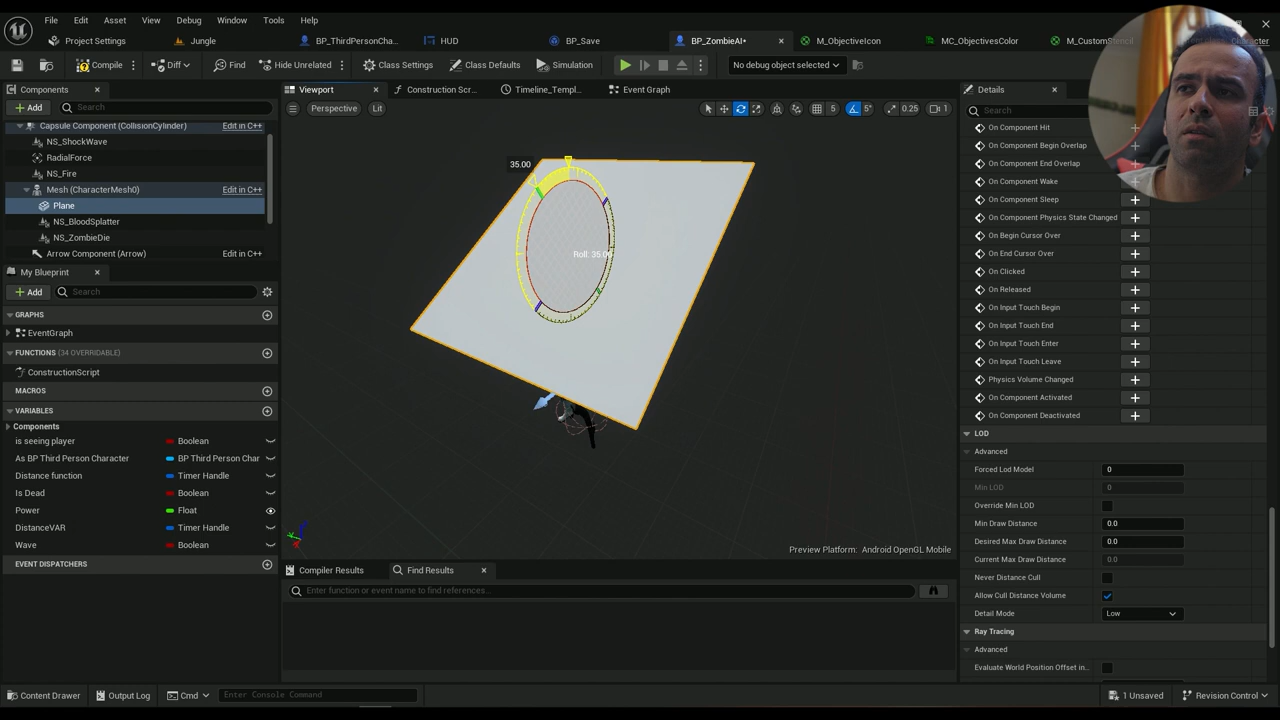 File Edit Asset View Window Debug Window Tools Help
Project Settings Jungle BP_ThirdPersonCha... HUD BP_Save BP_ZombieAI* M_ObjectiveIcon MC_ObjectivesColor M_CustomStencil Character
Compile Diff Find Hide Unrelated Class Settings Class Defaults Simulation No debug object selected
Components
Add Search
Capsule Component (CollisionCylinder) Edit in C++
NS_ShockWave
RadialForce
NS_Fire
Mesh (CharacterMesh0) Edit in C++
Plane
NS_BloodSplatter
NS_ZombieDie
Arrow Component (Arrow) Edit in C++
My Blueprint
Add Search
GRAPHS
EventGraph
FUNCTIONS (34 OVERRIDABLE)
ConstructionScript
MACROS
VARIABLES
Components
is seeing player Boolean
As BP Third Person Character BP Third Person Char
Distance function Timer Handle
Is Dead Boolean
Power Float
DistanceVAR Timer Handle
Wave Boolean
EVENT DISPATCHERS
Viewport Construction Scr... Timeline_Templ... Event Graph
Perspective Lit 5 5° 0.25 1
35.00
Roll: 35.00
Preview Platform: Android OpenGL Mobile
Compiler Results Find Results
Enter function or event name to find references...
Details
Search
On Component Hit
On Component Begin Overlap
On Component End Overlap
On Component Wake
On Component Sleep
On Component Physics State Changed
On Begin Cursor Over
On End Cursor Over
On Clicked
On Released
On Input Touch Begin
On Input Touch End
On Input Touch Enter
On Input Touch Leave
Physics Volume Changed
On Component Activated
On Component Deactivated
LOD
Advanced
Forced Lod Model 0
Min LOD 0
Override Min LOD
Min Draw Distance 0.0
Desired Max Draw Distance 0.0
Current Max Draw Distance 0.0
Never Distance Cull
Allow Cull Distance Volume
Detail Mode Low
Ray Tracing
Advanced
Evaluate World Position Offset in...
Content Drawer Output Log Cmd Enter Console Command 1 Unsaved Revision Control